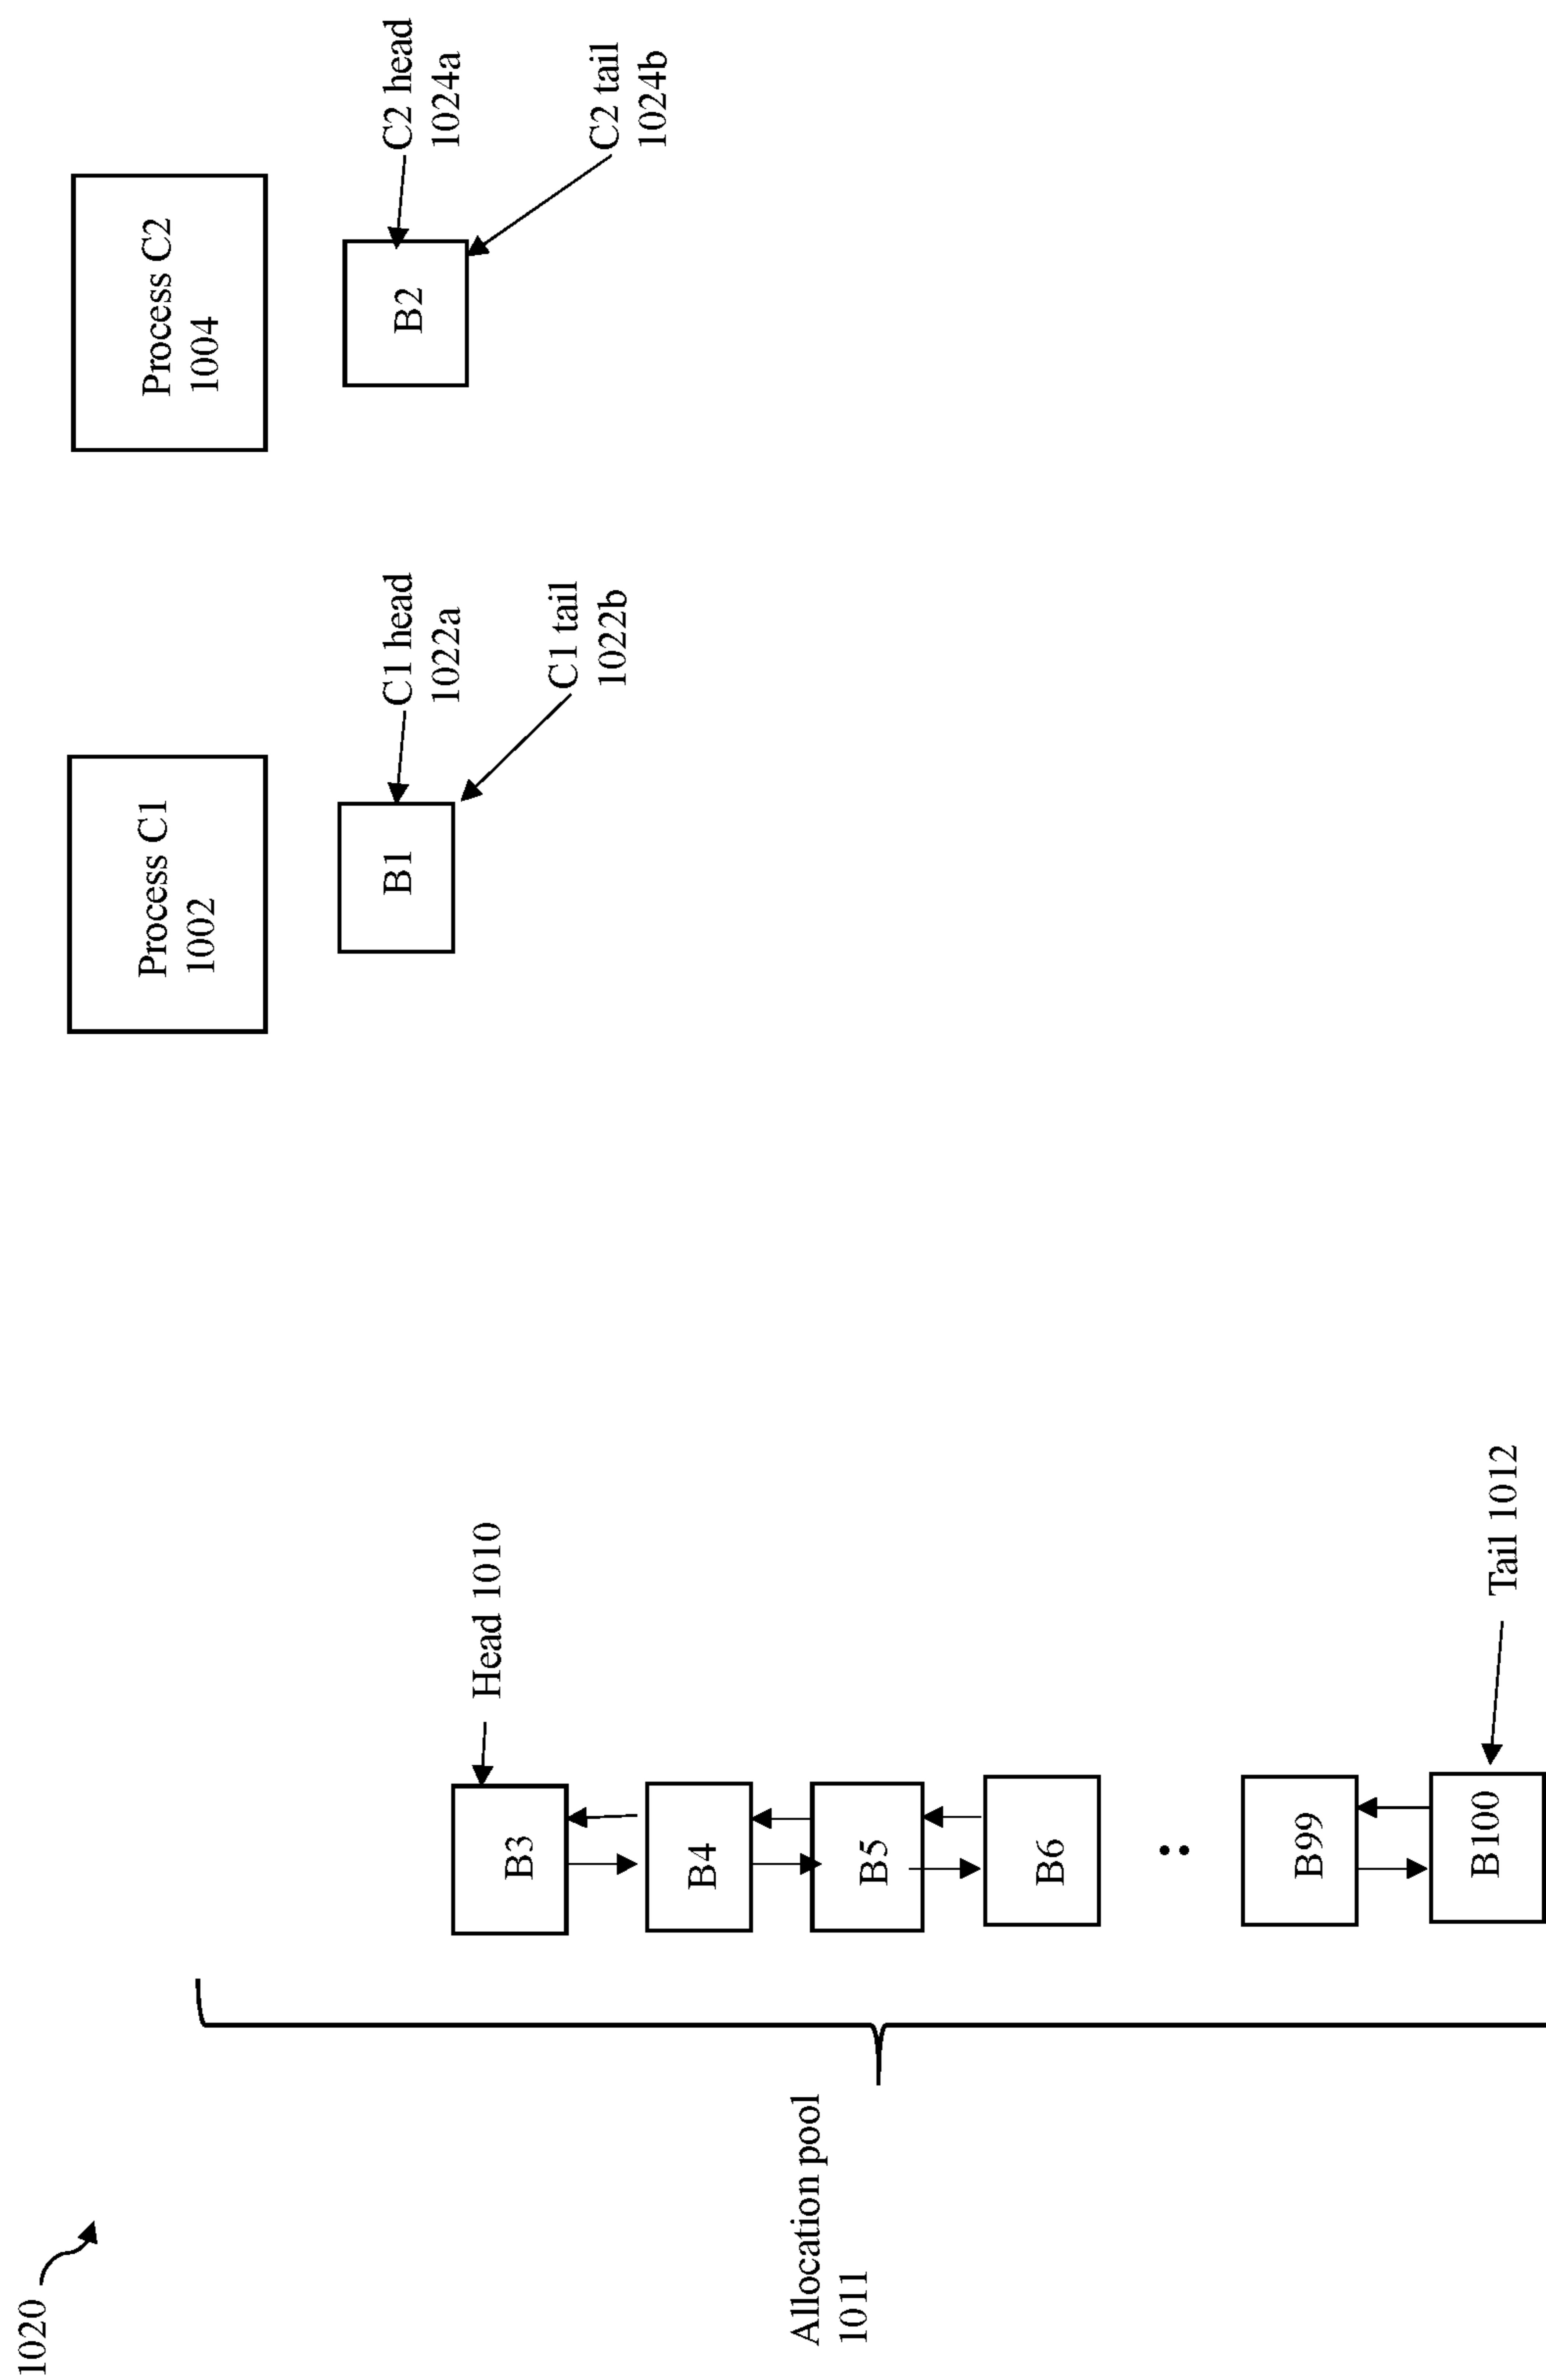 1020
Process C1
1002
Process C2
1004
B1
C1 head
1022a
C1 tail
1022b
B2
C2 head
1024a
C2 tail
1024b
Allocation pool
1011
B3
Head 1010
B4
B5
B6
B99
B100
Tail 1012